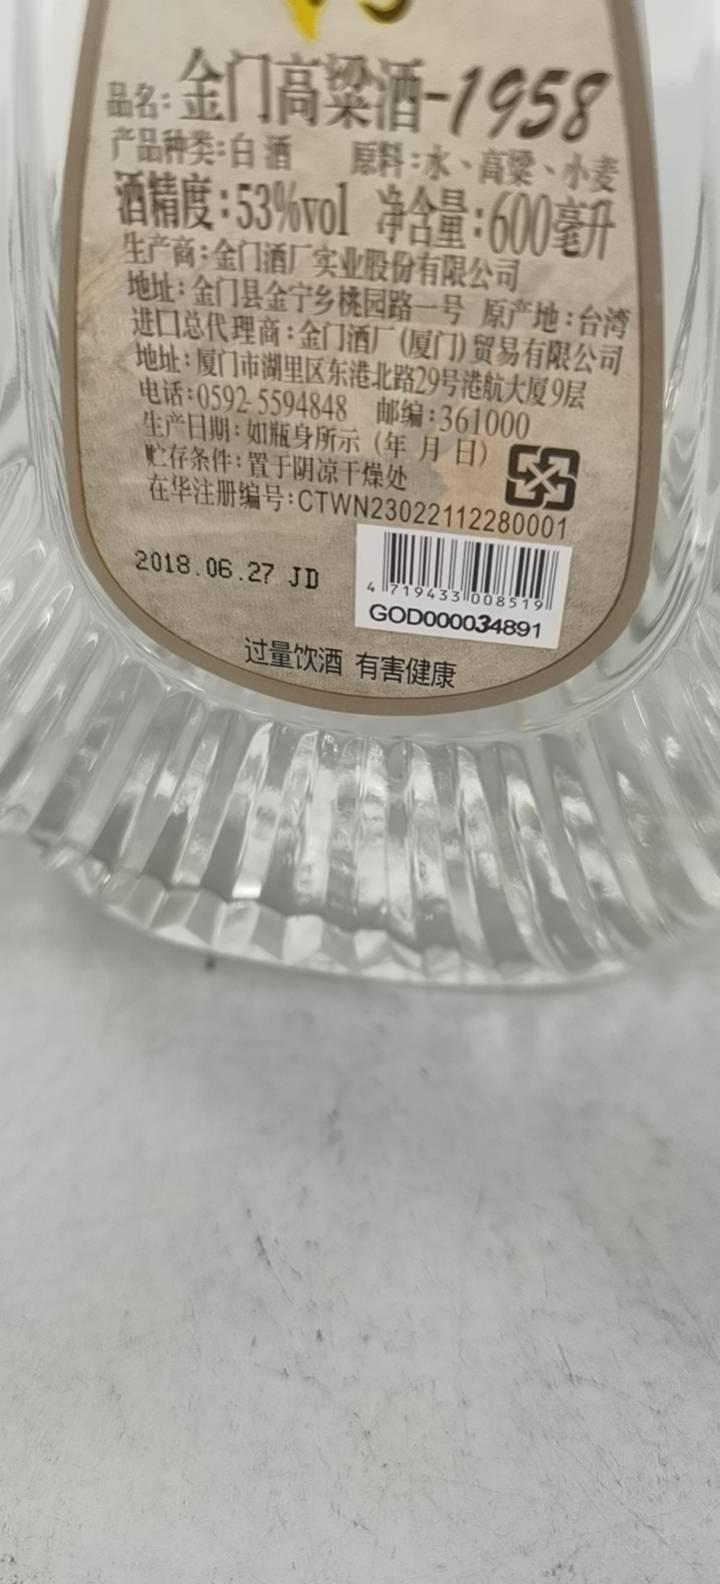 品名:金门高粱酒-1958
产品种类:白酒 原料:水、高粱、小麦
酒精度:53%vol 净含量:600毫升
生产商:金门酒厂实业股份有限公司
地址:金门县金宁乡桃园路一号 原产地:台湾
进口总代理商:金门酒厂(厦门)贸易有限公司
地址:厦门市湖里区东港北路29号港航大厦9层
电话:0592-5594848 邮编:361000
生产日期:如瓶身所示(年 月 日)
贮存条件:置于阴凉干燥处
在华注册编号:CTWN23022112280001
2018.06.27 JD
4 719433 008519
GOD000034891
过量饮酒 有害健康